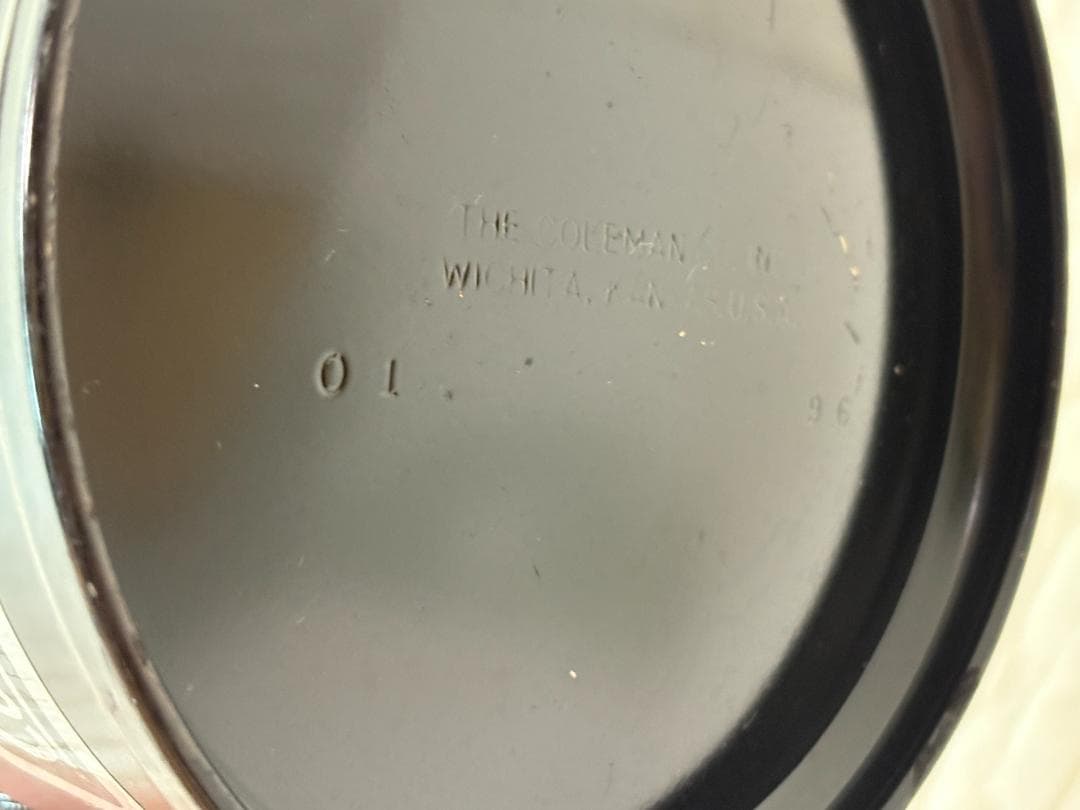 THE COLEMAN
WICHITA, U.S.A.
01
96